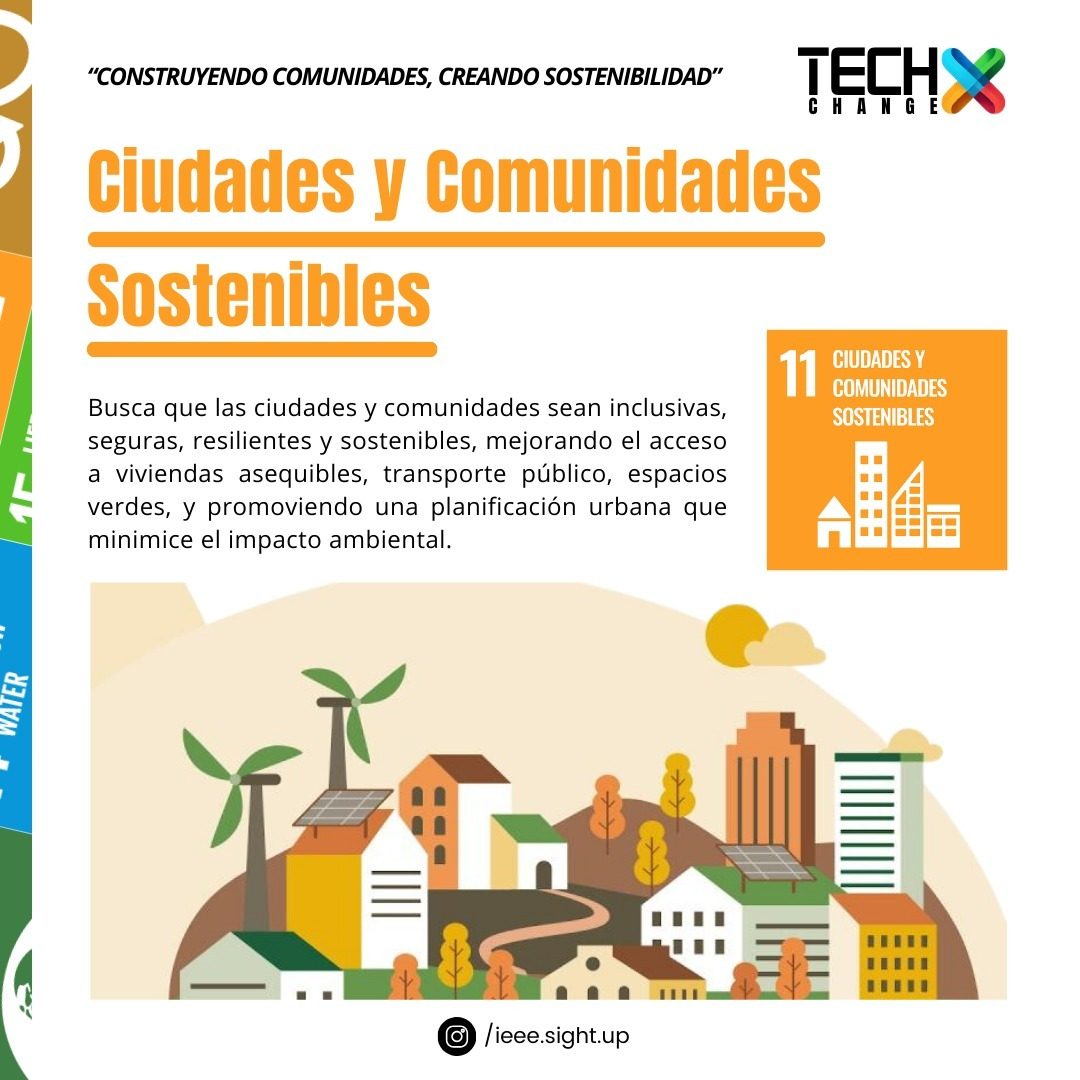 “CONSTRUYENDO COMUNIDADES, CREANDO SOSTENIBILIDAD”
TECH
CHANGE
Ciudades y Comunidades
Sostenibles
Busca que las ciudades y comunidades sean inclusivas,
seguras, resilientes y sostenibles, mejorando el acceso
a viviendas asequibles, transporte público, espacios
verdes, y promoviendo una planificación urbana que
minimice el impacto ambiental.
11 CIUDADES Y
COMUNIDADES
SOSTENIBLES
15
WATER
/ieee.sight.up